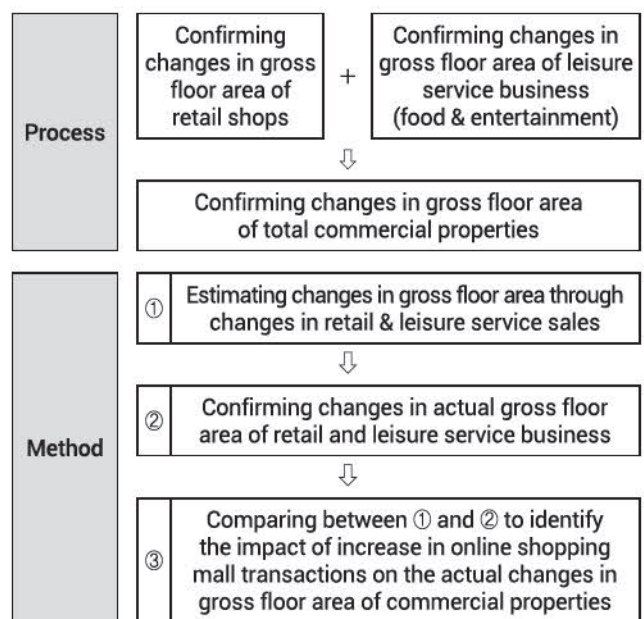 Process
Confirming
changes in gross
floor area of
retail shops
+
Confirming changes in
gross floor area of leisure
service business
(food & entertainment)
⇩
Confirming changes in gross floor area
of total commercial properties
Method
①
Estimating changes in gross floor area through
changes in retail & leisure service sales
⇩
②
Confirming changes in actual gross floor
area of retail and leisure service business
⇩
③
Comparing between ① and ② to identify
the impact of increase in online shopping
mall transactions on the actual changes in
gross floor area of commercial properties